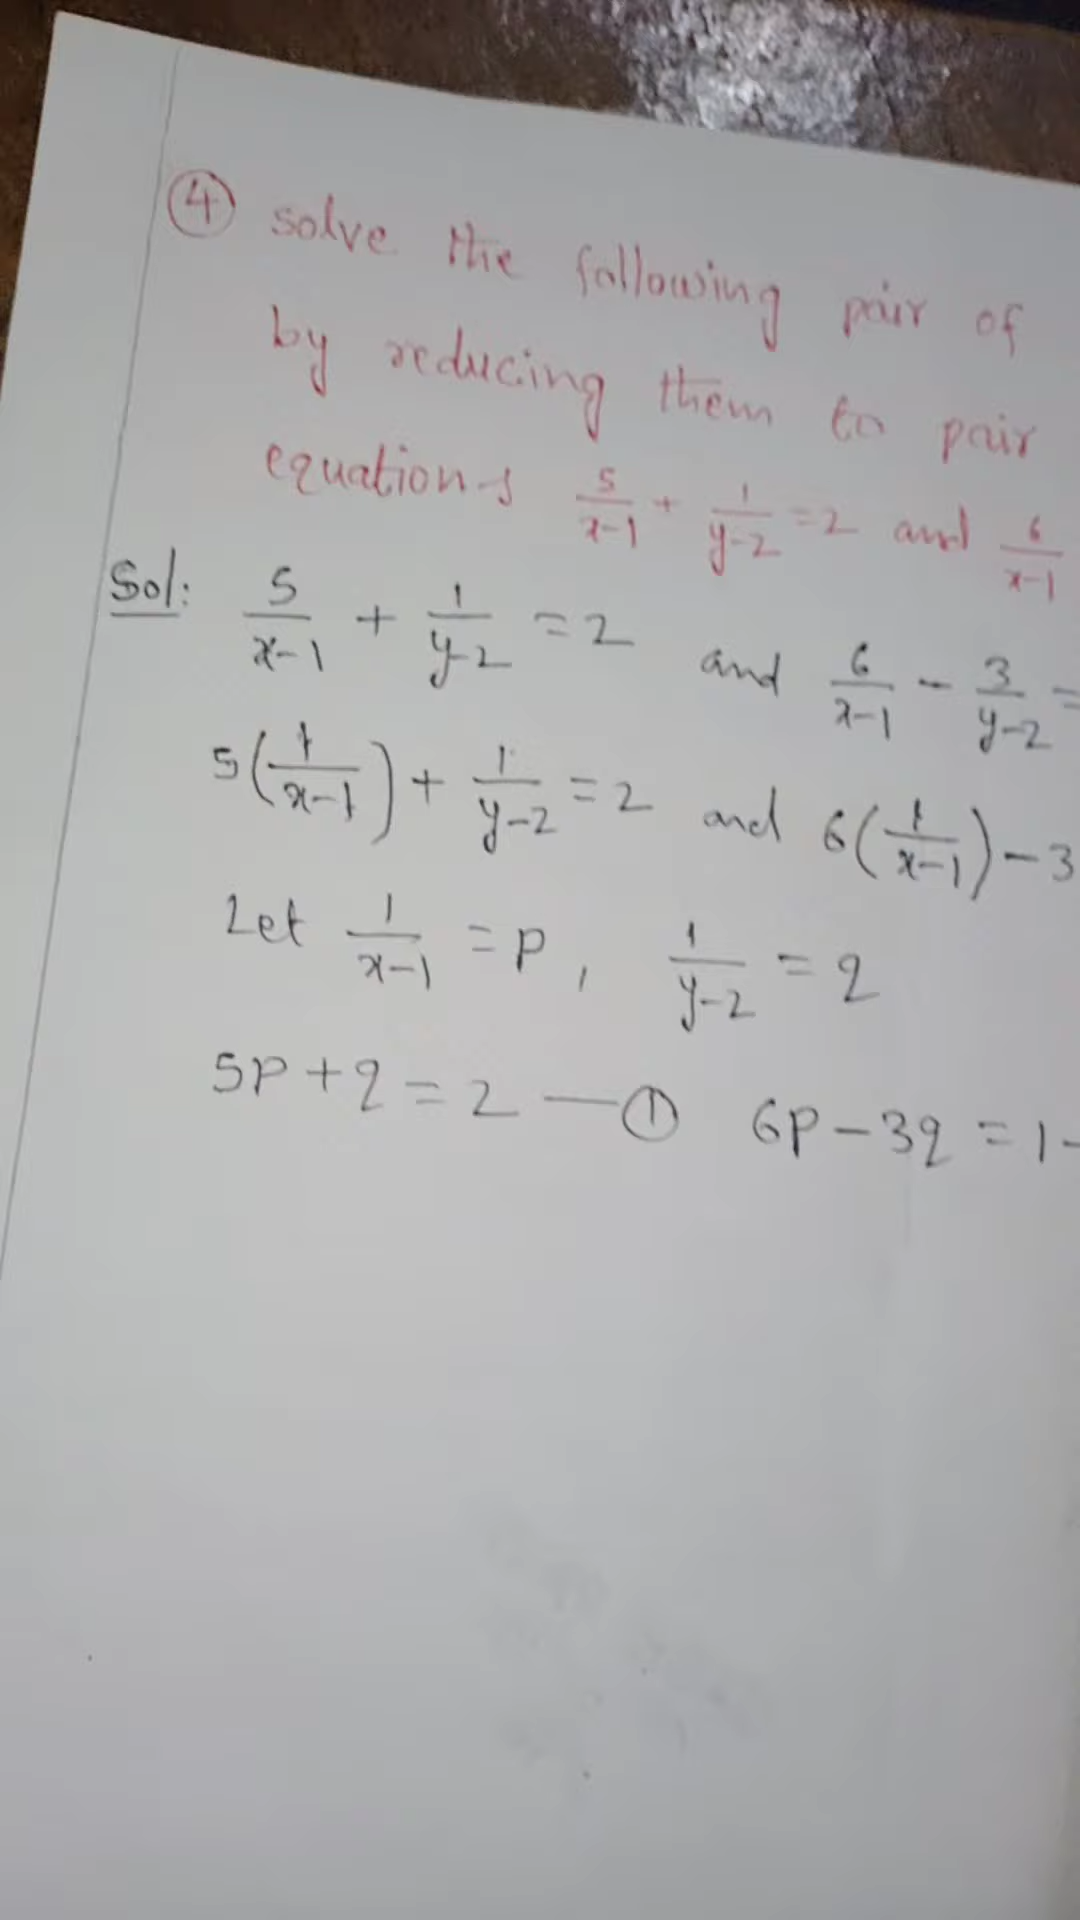 ④ solve the following pair of
by reducing them to pair
equations 5/(x-1) + 1/(y-2) = 2 and 6/(x-1)
Sol: 5/(x-1) + 1/(y-2) = 2 and 6/(x-1) - 3/(y-2) =
5(1/(x-1)) + 1/(y-2) = 2 and 6(1/(x-1)) - 3
Let 1/(x-1) = p, 1/(y-2) = q
5p + q = 2 — ① 6p - 3q = 1 -